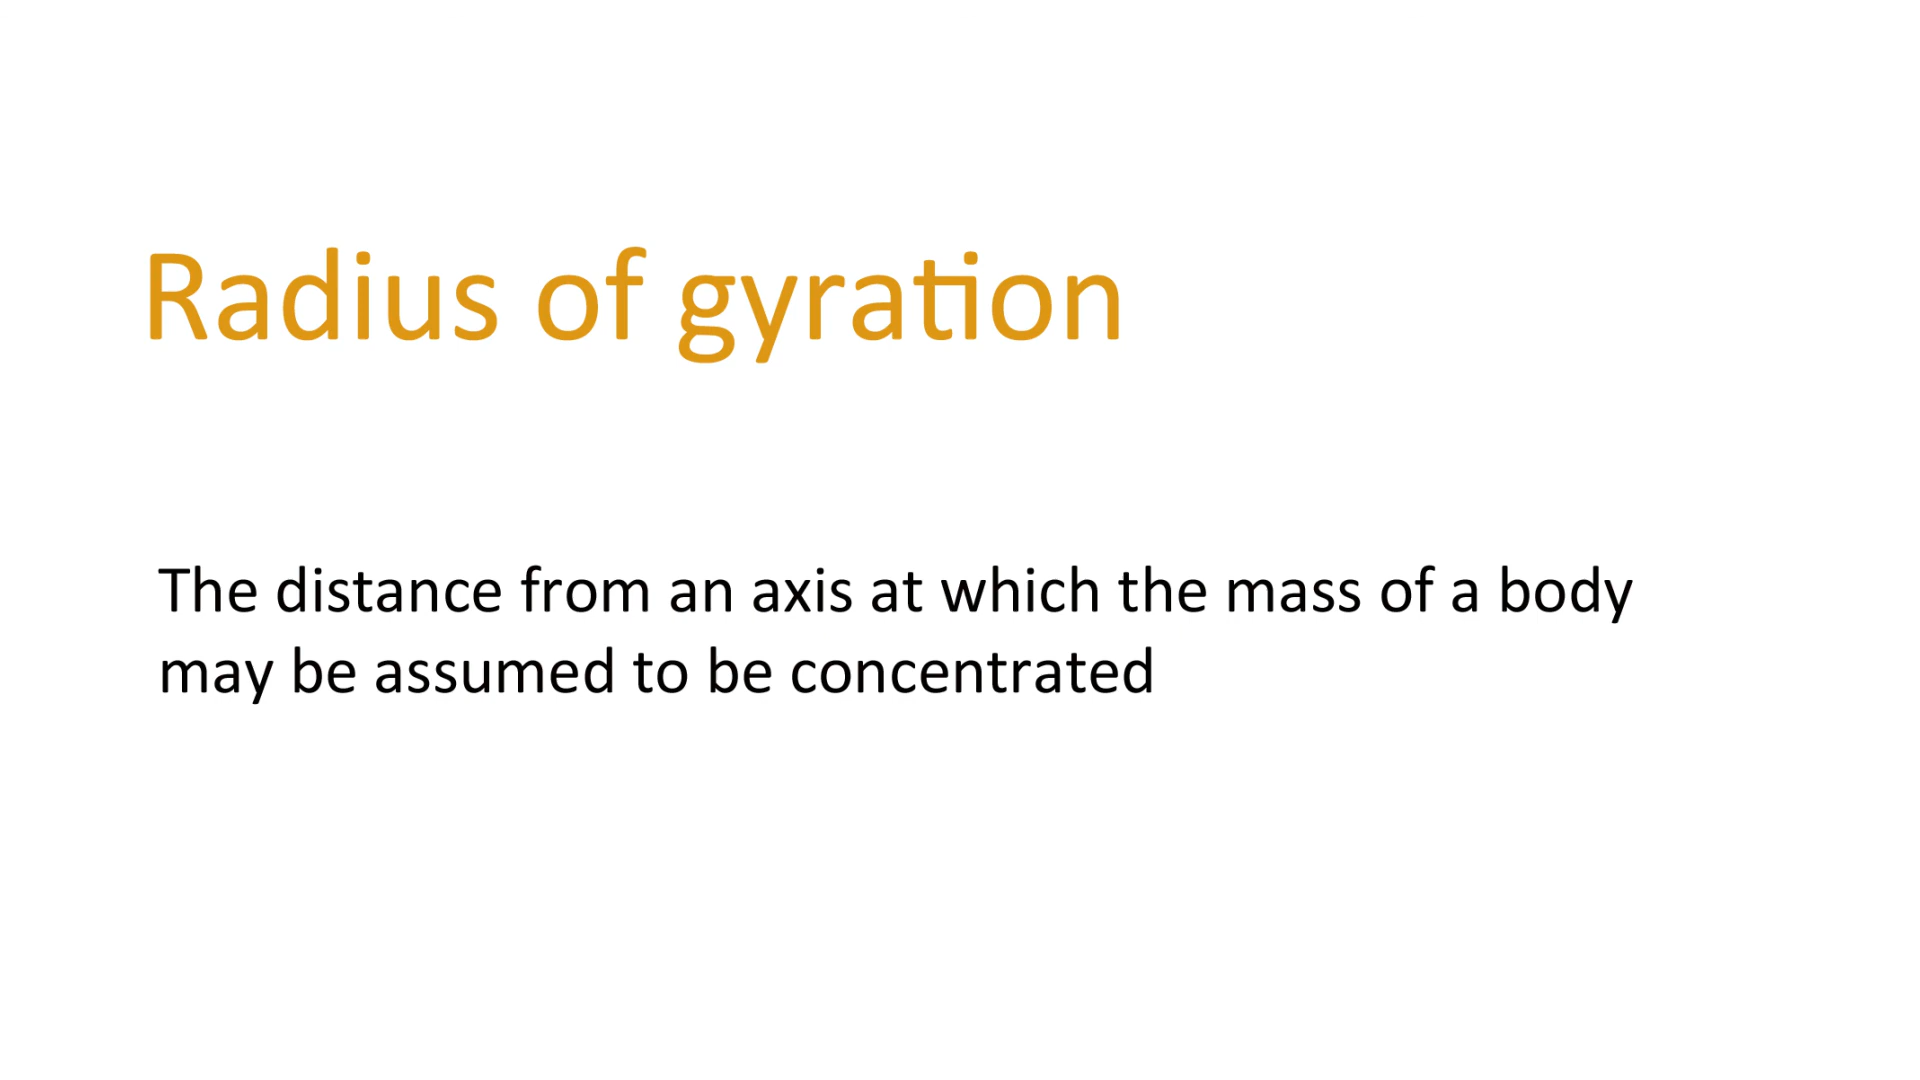 Radius of gyration
The distance from an axis at which the mass of a body
may be assumed to be concentrated